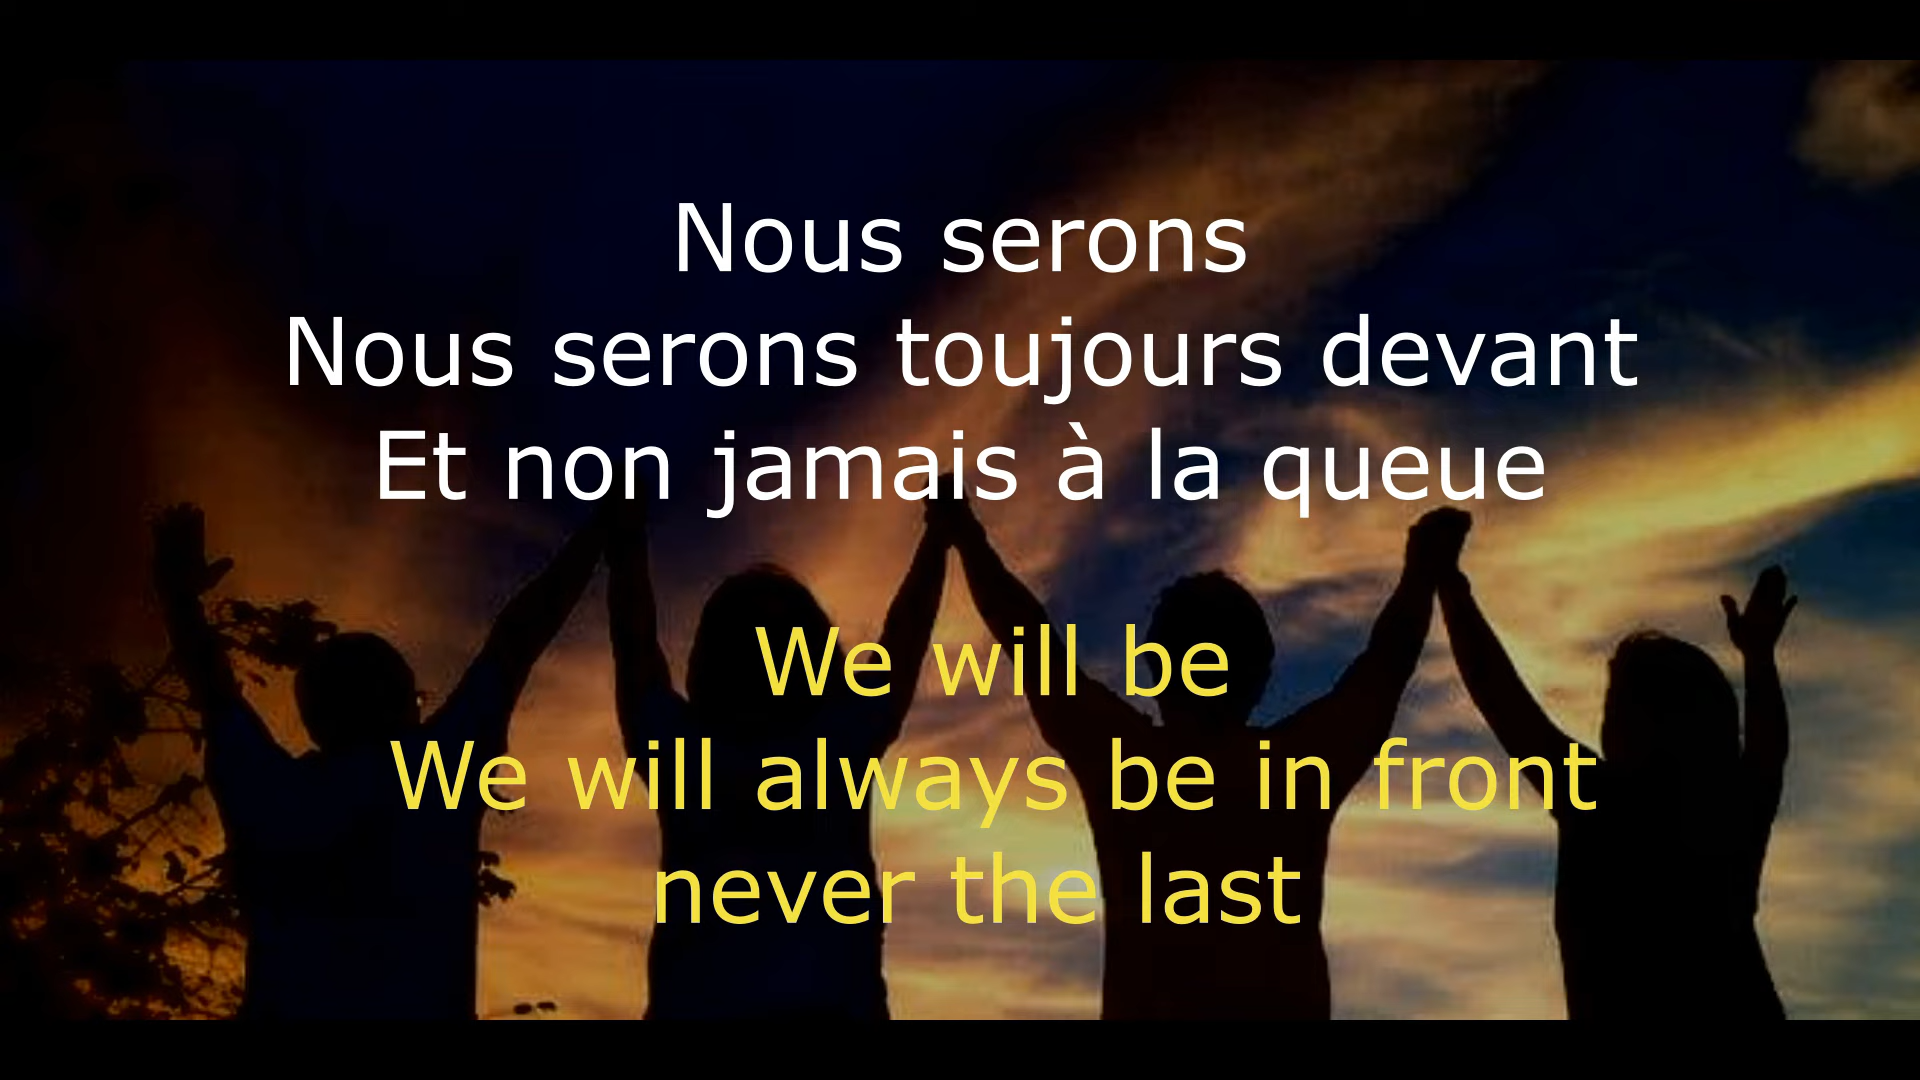 Nous serons
Nous serons toujours devant
Et non jamais à la queue
We will be
We will always be in front
never the last